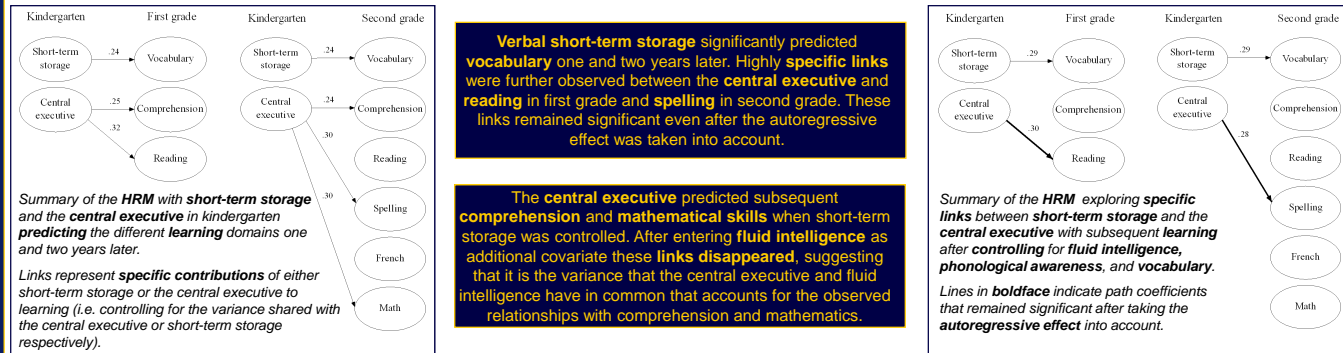 Kindergarten First grade Kindergarten Second grade
Short-term storage .24 Vocabulary
Central executive .25 Comprehension
.32 Reading
Short-term storage .24 Vocabulary
Central executive .24 Comprehension
.30
Reading
.30
Spelling
French
Math
Summary of the HRM with short-term storage
and the central executive in kindergarten
predicting the different learning domains one
and two years later.
Links represent specific contributions of either
short-term storage or the central executive to
learning (i.e. controlling for the variance shared with
the central executive or short-term storage
respectively).
Verbal short-term storage significantly predicted
vocabulary one and two years later. Highly specific links
were further observed between the central executive and
reading in first grade and spelling in second grade. These
links remained significant even after the autoregressive
effect was taken into account.
The central executive predicted subsequent
comprehension and mathematical skills when short-term
storage was controlled. After entering fluid intelligence as
additional covariate these links disappeared, suggesting
that it is the variance that the central executive and fluid
intelligence have in common that accounts for the observed
relationships with comprehension and mathematics.
Kindergarten First grade Kindergarten Second grade
Short-term storage .29 Vocabulary
Central executive Comprehension
.30 Reading
Short-term storage .29 Vocabulary
Central executive Comprehension
.28
Reading
Spelling
French
Math
Summary of the HRM exploring specific
links between short-term storage and the
central executive with subsequent learning
after controlling for fluid intelligence,
phonological awareness, and vocabulary.
Lines in boldface indicate path coefficients
that remained significant after taking the
autoregressive effect into account.